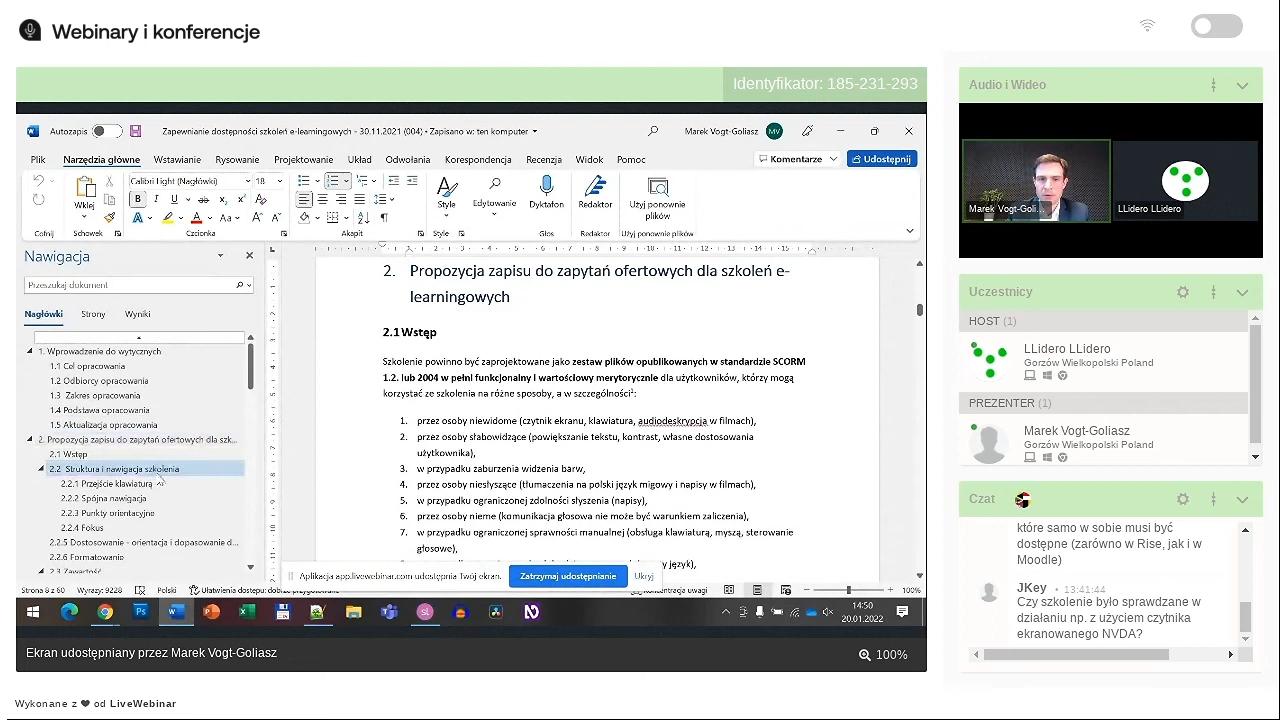 Webinary i konferencje
Identyfikator: 185-231-293
Autozapis
Zapewnianie dostępności szkoleń e-learningowych - 30.11.2021 (004) • Zapisano w: ten komputer
Marek Vogt-Goliasz
MV
Plik
Narzędzia główne
Wstawianie
Rysowanie
Projektowanie
Układ
Odwołania
Korespondencja
Recenzja
Widok
Pomoc
Komentarze
Udostępnij
Wklej
Calibri Light (Nagłówki)
18
Style
Edytowanie
Dyktafon
Redaktor
Użyj ponownie
plików
Cofnij
Schowek
Czcionka
Akapit
Style
Głos
Redaktor
Użyj ponownie plików
Nawigacja
Przeszukaj dokument
Nagłówki
Strony
Wyniki
1. Wprowadzenie do wytycznych
1.1 Cel opracowania
1.2 Odbiorcy opracowania
1.3 Zakres opracowania
1.4 Podstawa opracowania
1.5 Aktualizacja opracowania
2. Propozycja zapisu do zapytań ofertowych dla szk...
2.1 Wstęp
2.2 Struktura i nawigacja szkolenia
2.2.1 Przejście klawiaturą
2.2.2 Spójna nawigacja
2.2.3 Punkty orientacyjne
2.2.4 Fokus
2.2.5 Dostosowanie - orientacja i dopasowanie d...
2.2.6 Formatowanie
2.3 Zawartość
2. Propozycja zapisu do zapytań ofertowych dla szkoleń e-
learningowych
2.1 Wstęp
Szkolenie powinno być zaprojektowane jako zestaw plików opublikowanych w standardzie SCORM
1.2. lub 2004 w pełni funkcjonalny i wartościowy merytorycznie dla użytkowników, którzy mogą
korzystać ze szkolenia na różne sposoby, a w szczególności¹:
1. przez osoby niewidome (czytnik ekranu, klawiatura, audiodeskrypcja w filmach),
2. przez osoby słabowidzące (powiększanie tekstu, kontrast, własne dostosowania
użytkownika),
3. w przypadku zaburzenia widzenia barw,
4. przez osoby niesłyszące (tłumaczenia na polski język migowy i napisy w filmach),
5. w przypadku ograniczonej zdolności słyszenia (napisy),
6. przez osoby nieme (komunikacja głosowa nie może być warunkiem zaliczenia),
7. w przypadku ograniczonej sprawności manualnej (obsługa klawiaturą, myszą, sterowanie
głosowe),
y język),
Aplikacja app.livewebinar.com udostępnia Twój ekran.
Zatrzymaj udostępnianie
Ukryj
Strona 8 z 60
Wyrazy: 9228
Polski
Ułatwienia dostępu: dobrze
Koncentracja uwagi
100%
14:50
20.01.2022
Ekran udostępniany przez Marek Vogt-Goliasz
100%
Wykonane z ❤ od LiveWebinar
Audio i Wideo
Marek Vogt-Goli...
LLidero LLidero
Uczestnicy
HOST (1)
LLidero LLidero
Gorzów Wielkopolski Poland
PREZENTER (1)
Marek Vogt-Goliasz
Gorzów Wielkopolski Poland
Czat
które samo w sobie musi być
dostępne (zarówno w Rise, jak i w
Moodle)
JKey • 13:41:44
Czy szkolenie było sprawdzane w
działaniu np. z użyciem czytnika
ekranowanego NVDA?